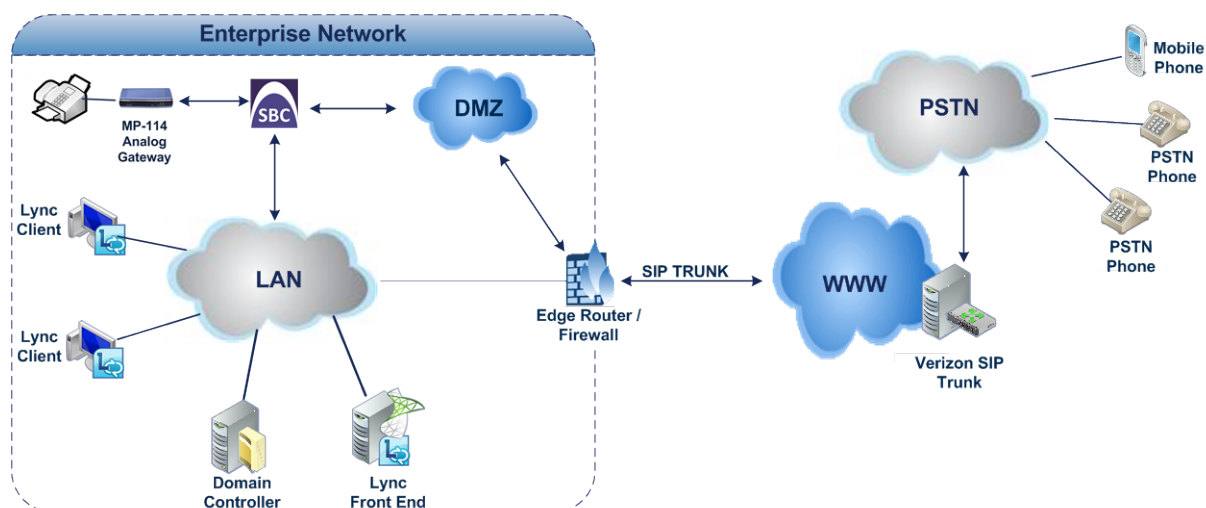 Enterprise Network
MP-114
Analog
Gateway
SBC
DMZ
PSTN
Mobile
Phone
PSTN
Phone
PSTN
Phone
Lync
Client
Lync
Client
LAN
Edge Router /
Firewall
SIP TRUNK
WWW
Verizon SIP
Trunk
Domain
Controller
Lync
Front End